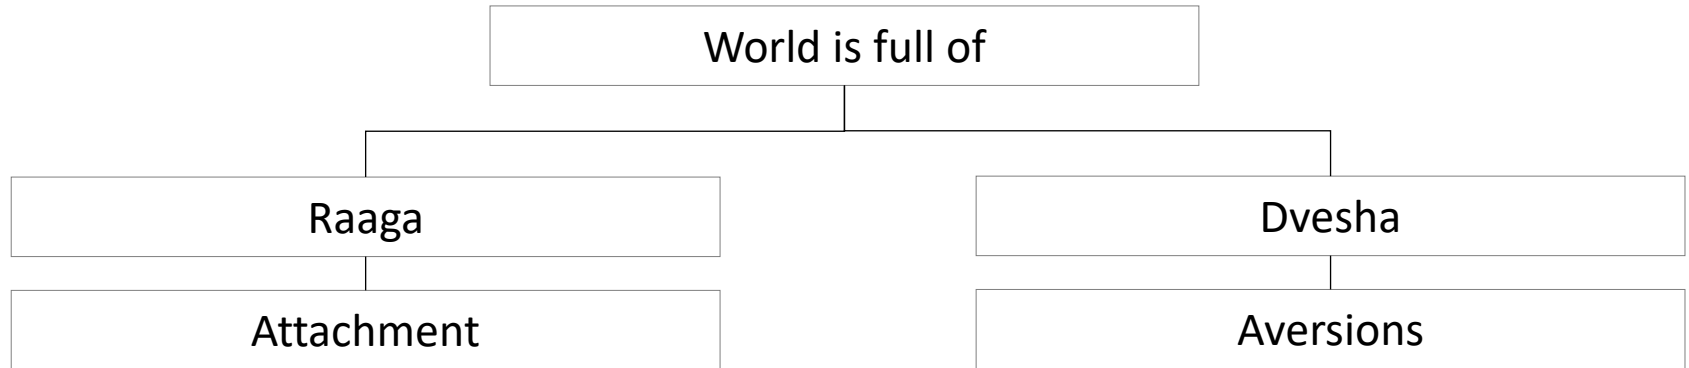 World is full of
Raaga
Dvesha
Attachment
Aversions